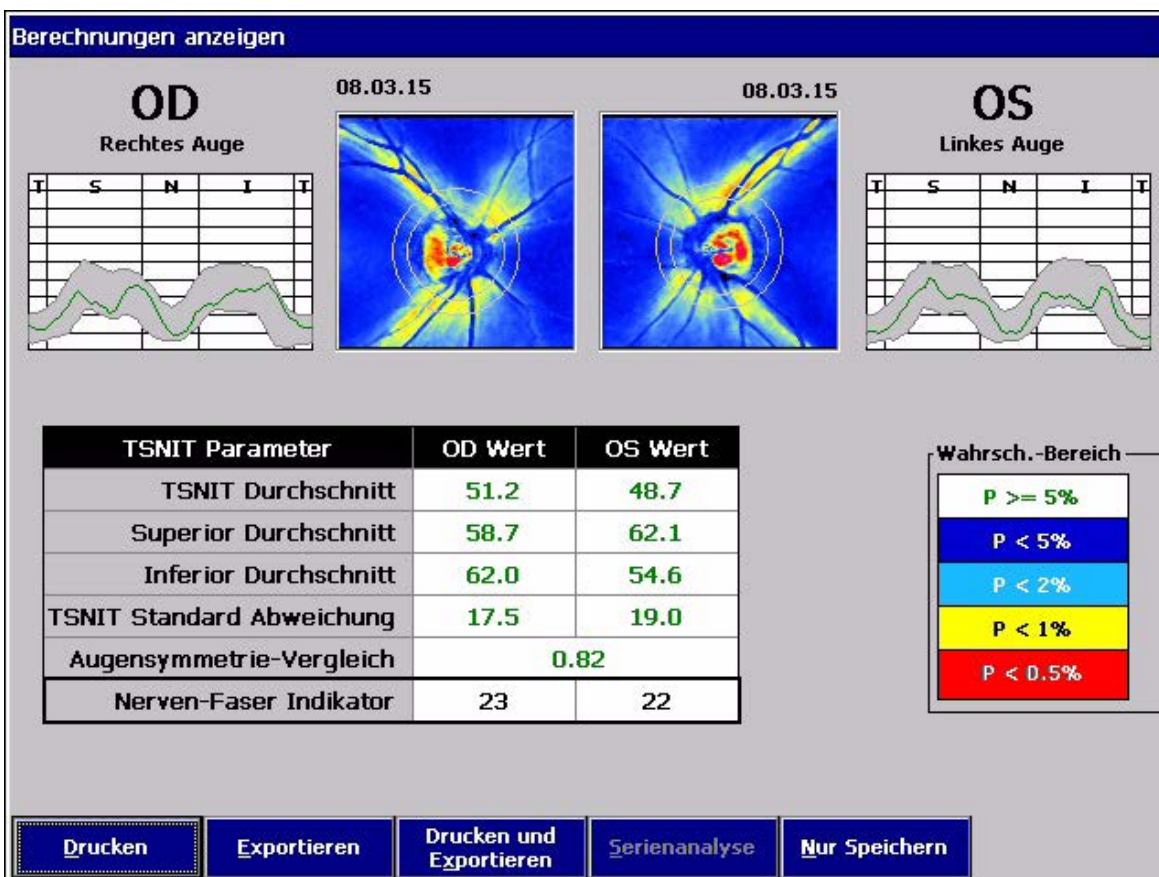 Berechnungen anzeigen
OD
Rechtes Auge
08.03.15
08.03.15
OS
Linkes Auge
T S N I T
T S N I T
TSNIT Parameter OD Wert OS Wert
TSNIT Durchschnitt 51.2 48.7
Superior Durchschnitt 58.7 62.1
Inferior Durchschnitt 62.0 54.6
TSNIT Standard Abweichung 17.5 19.0
Augensymmetrie-Vergleich 0.82
Nerven-Faser Indikator 23 22
Wahrsch.-Bereich
P >= 5%
P < 5%
P < 2%
P < 1%
P < 0.5%
Drucken
Exportieren
Drucken und
Exportieren
Serienanalyse
Nur Speichern